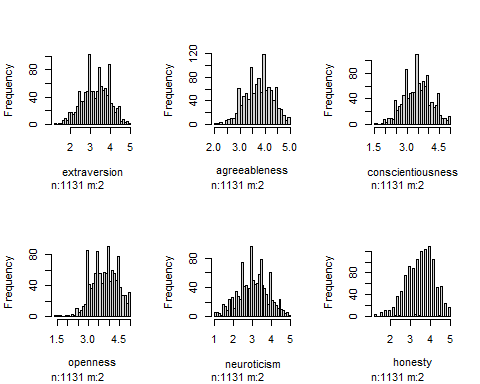 Frequency
0 40 80
2 3 4 5
extraversion
n:1131 m:2
Frequency
0 40 80 120
2.0 3.0 4.0 5.0
agreeableness
n:1131 m:2
Frequency
0 40 80
1.5 3.0 4.5
conscientiousness
n:1131 m:2
Frequency
0 40 80
1.5 3.0 4.5
openness
n:1131 m:2
Frequency
0 40 80
1 2 3 4 5
neuroticism
n:1131 m:2
Frequency
0 40 100
2 3 4 5
honesty
n:1131 m:2